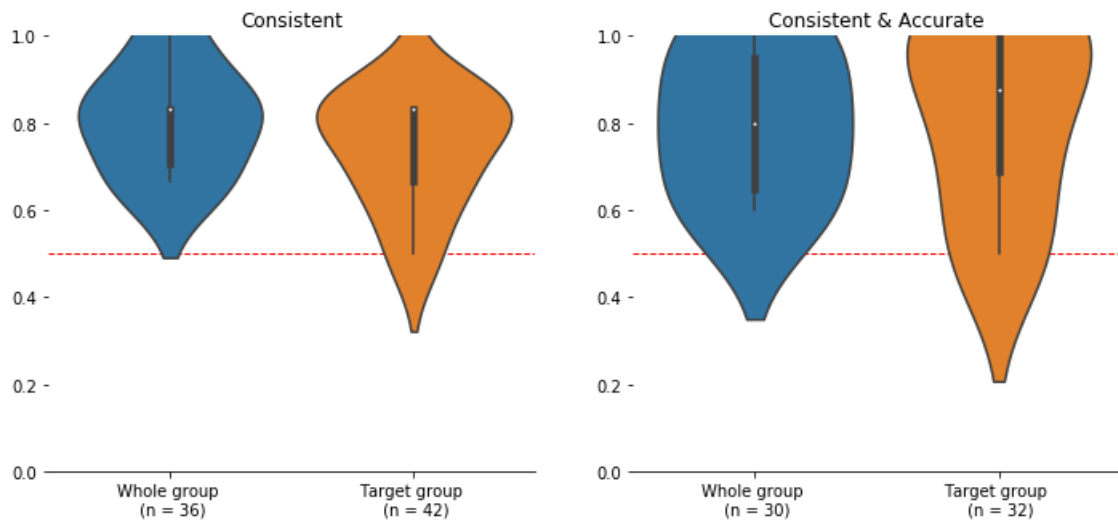 Consistent
1.0
0.8
0.6
0.4
0.2
0.0
Whole group
(n = 36)
Target group
(n = 42)
Consistent & Accurate
1.0
0.8
0.6
0.4
0.2
0.0
Whole group
(n = 30)
Target group
(n = 32)